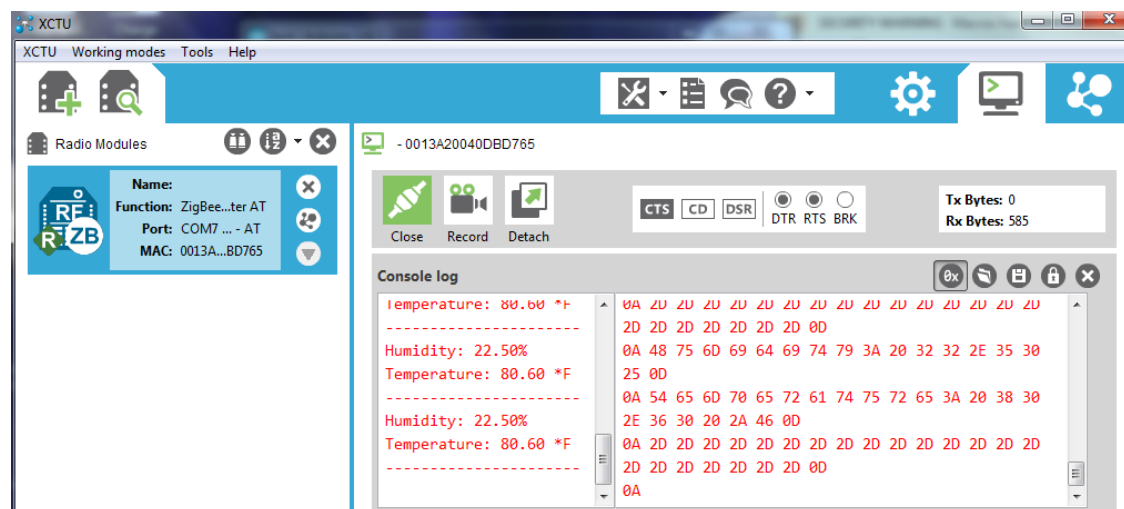 XCTU
XCTU Working modes Tools Help
Radio Modules
- 0013A20040DBD765
Name:
Function: ZigBee...ter AT
Port: COM7 ... - AT
MAC: 0013A...BD765
RF
R ZB
Close Record Detach
CTS CD DSR DTR RTS BRK
Tx Bytes: 0
Rx Bytes: 585
Console log
0x
Temperature: 80.60 *F
----------------------
Humidity: 22.50%
Temperature: 80.60 *F
----------------------
Humidity: 22.50%
Temperature: 80.60 *F
----------------------
0A 2D 2D 2D 2D 2D 2D 2D 2D 2D 2D 2D 2D 2D 2D 2D
2D 2D 2D 2D 2D 2D 2D 0D
0A 48 75 6D 69 64 69 74 79 3A 20 32 32 2E 35 30
25 0D
0A 54 65 6D 70 65 72 61 74 75 72 65 3A 20 38 30
2E 36 30 20 2A 46 0D
0A 2D 2D 2D 2D 2D 2D 2D 2D 2D 2D 2D 2D 2D 2D 2D
2D 2D 2D 2D 2D 2D 2D 0D
0A